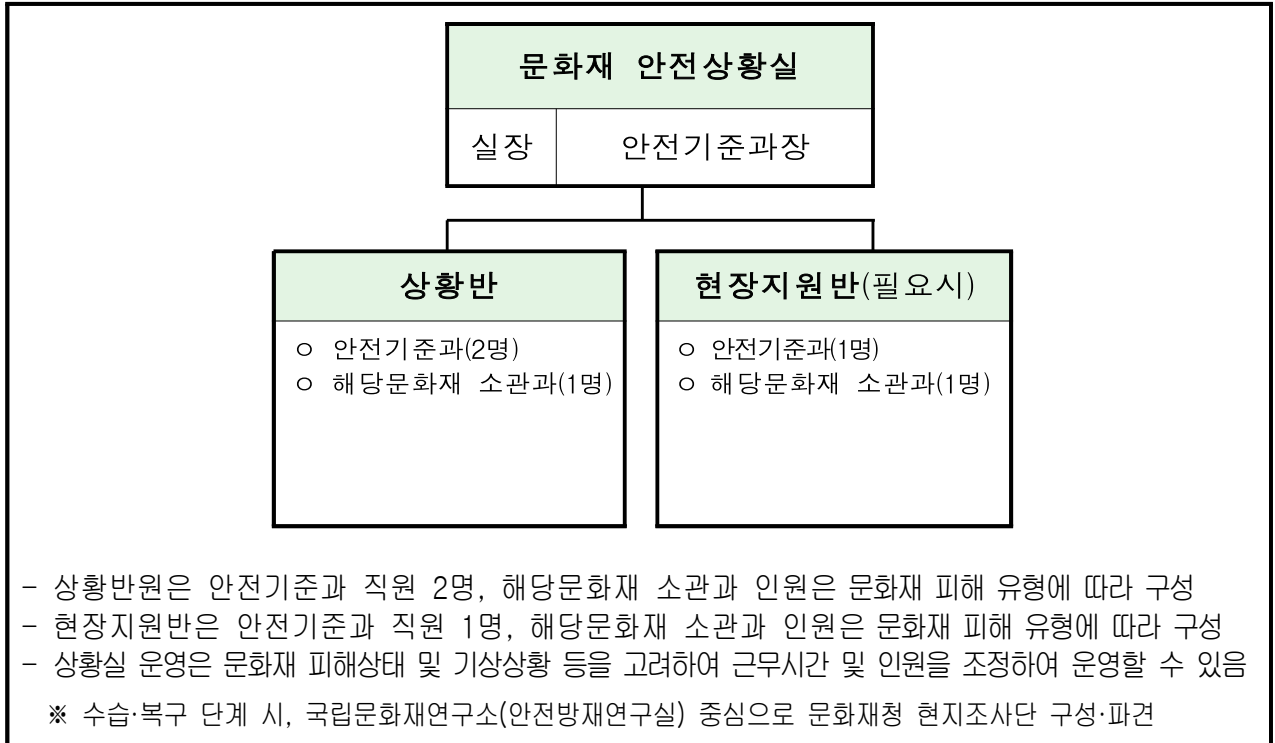 문화재 안전상황실
실장 안전기준과장
상황반
ㅇ 안전기준과(2명)
ㅇ 해당문화재 소관과(1명)
현장지원반(필요시)
ㅇ 안전기준과(1명)
ㅇ 해당문화재 소관과(1명)
- 상황반원은 안전기준과 직원 2명, 해당문화재 소관과 인원은 문화재 피해 유형에 따라 구성
- 현장지원반은 안전기준과 직원 1명, 해당문화재 소관과 인원은 문화재 피해 유형에 따라 구성
- 상황실 운영은 문화재 피해상태 및 기상상황 등을 고려하여 근무시간 및 인원을 조정하여 운영할 수 있음
※ 수습·복구 단계 시, 국립문화재연구소(안전방재연구실) 중심으로 문화재청 현지조사단 구성·파견